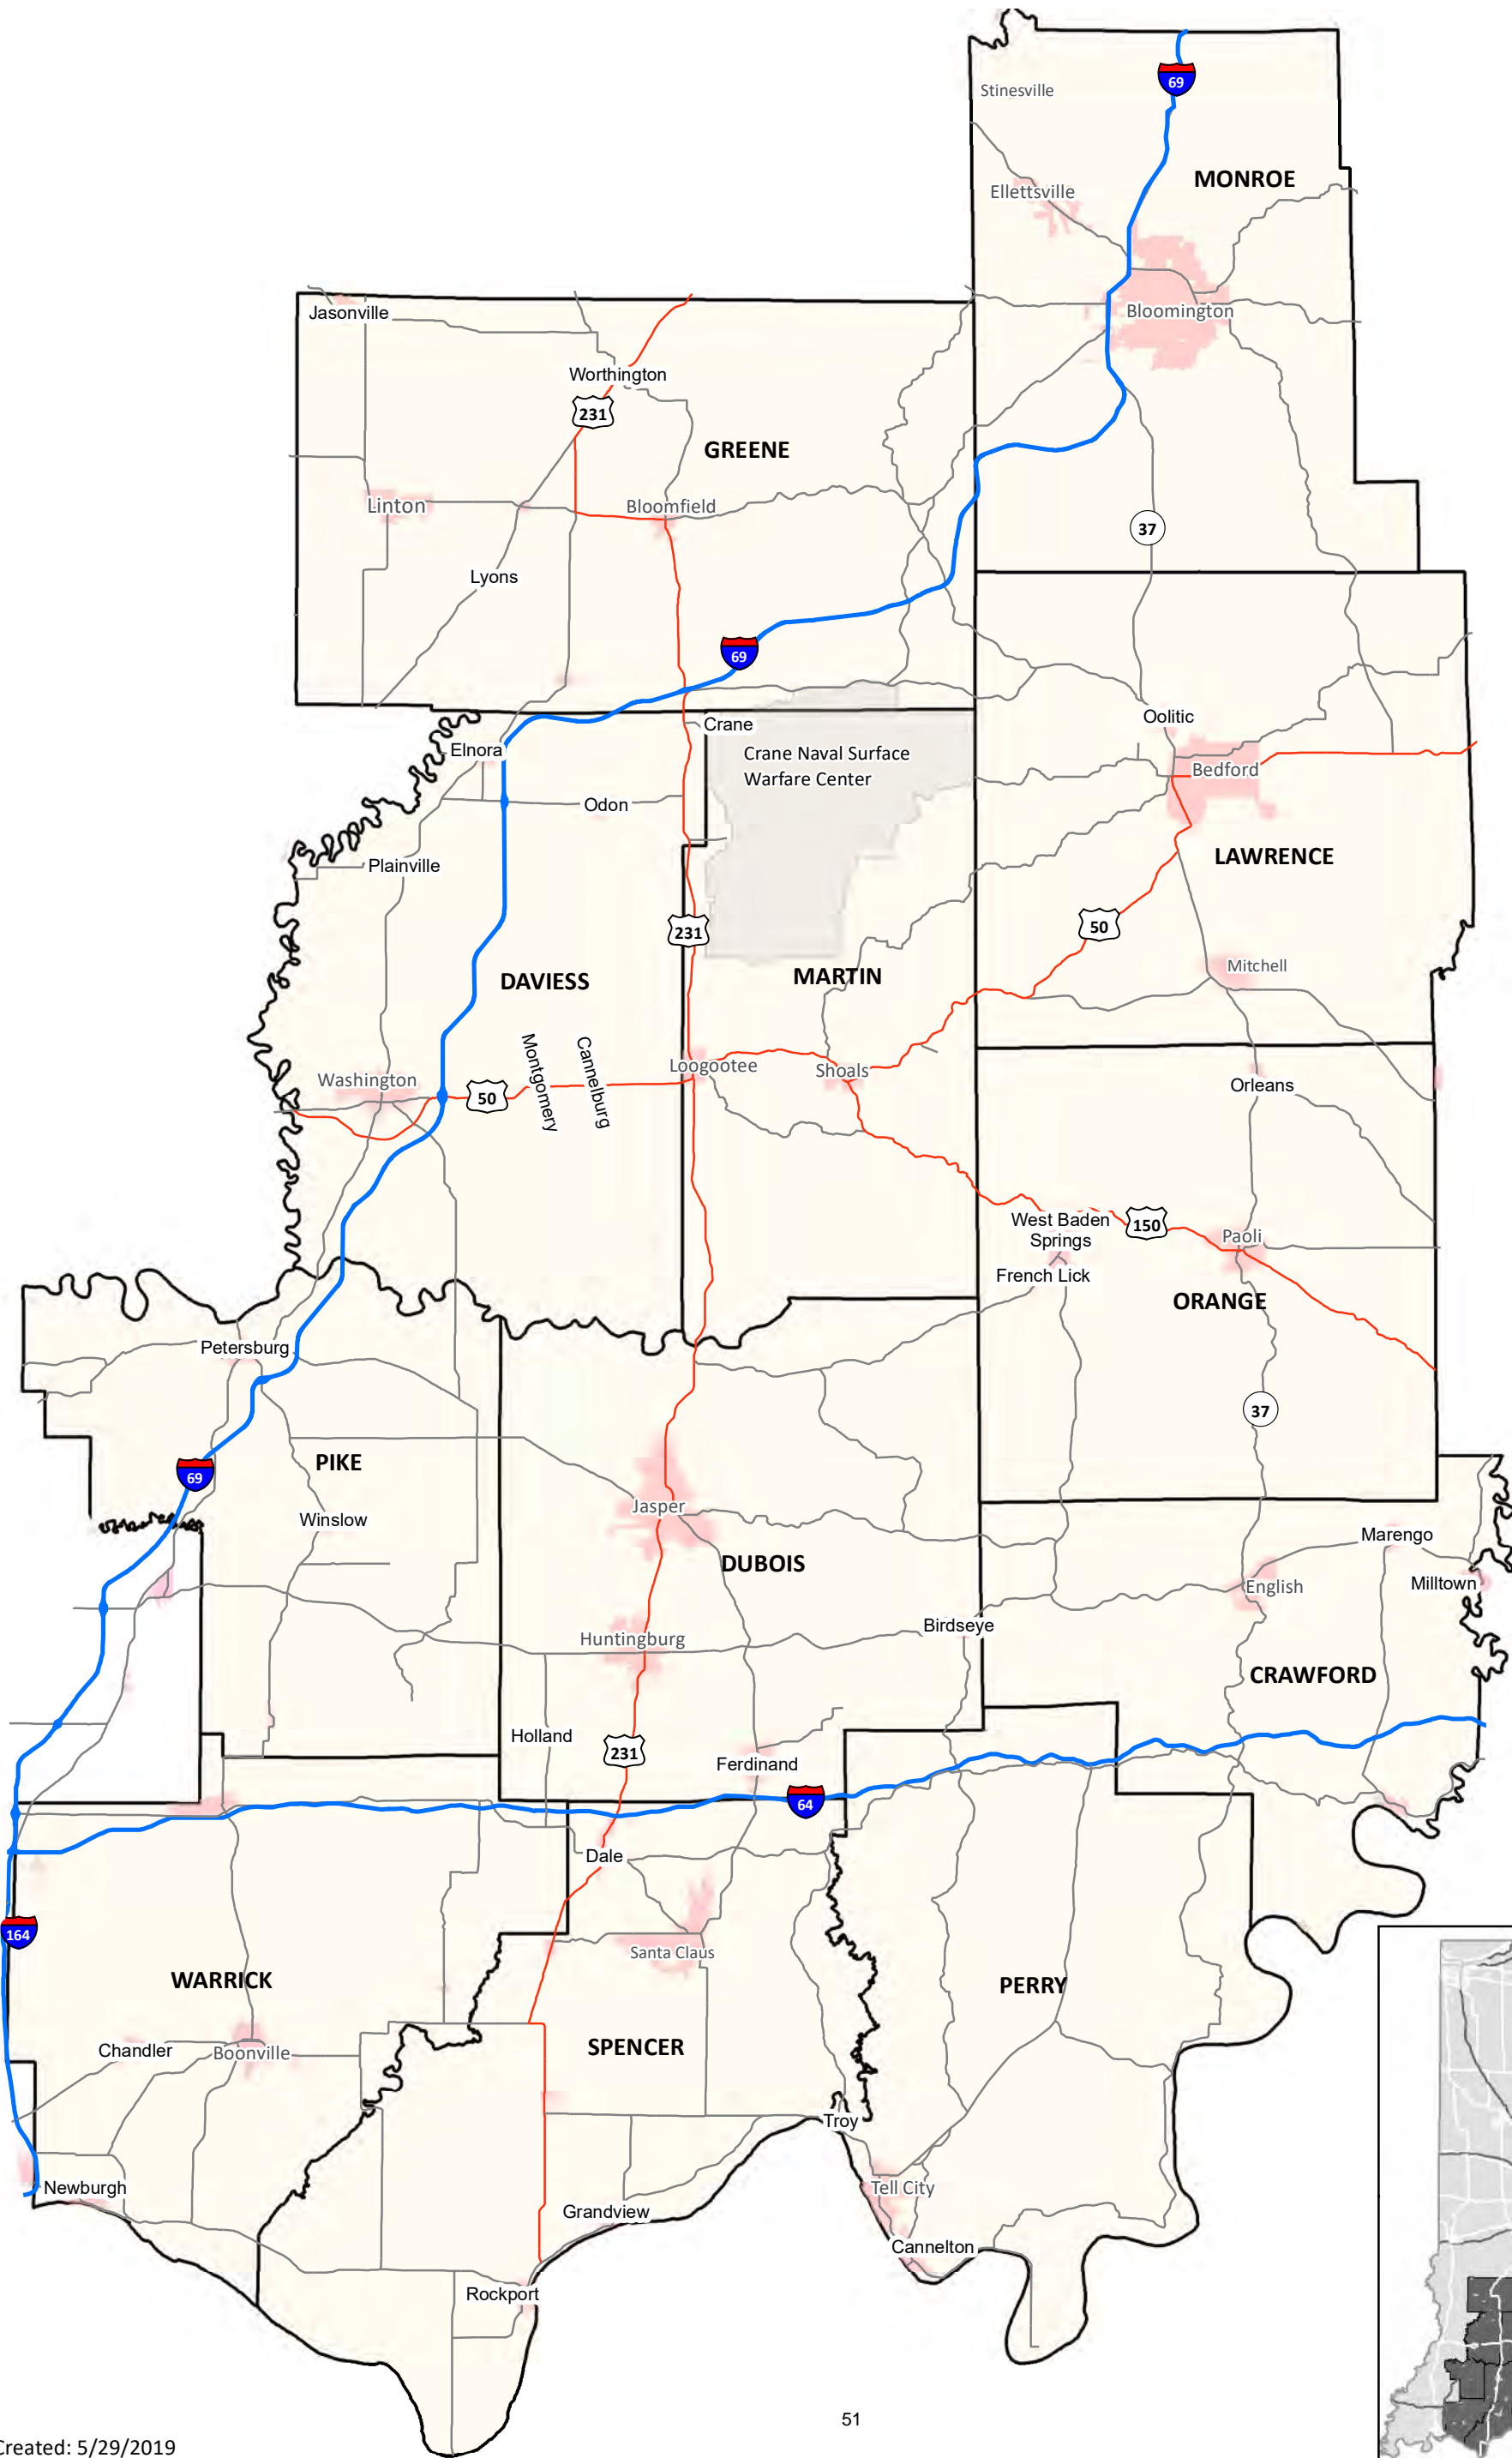 69
Stinesville
MONROE
Ellettsville
Bloomington
Jasonville
Worthington
231
GREENE
Linton
Bloomfield
37
Lyons
69
Oolitic
Crane
Elnora
Crane Naval Surface
Warfare Center
Bedford
Odon
LAWRENCE
Plainville
231
50
Mitchell
DAVIESS
MARTIN
Montgomery
Cannelburg
Loogootee
Shoals
Washington
50
Orleans
West Baden
Springs
150
Paoli
French Lick
ORANGE
Petersburg
37
PIKE
69
Jasper
Winslow
Marengo
DUBOIS
English
Milltown
Birdseye
Huntingburg
CRAWFORD
Holland
231
Ferdinand
64
Dale
164
Santa Claus
WARRICK
PERRY
SPENCER
Chandler
Boonville
Troy
Newburgh
Tell City
Grandview
Cannelton
Rockport
51
Created: 5/29/2019